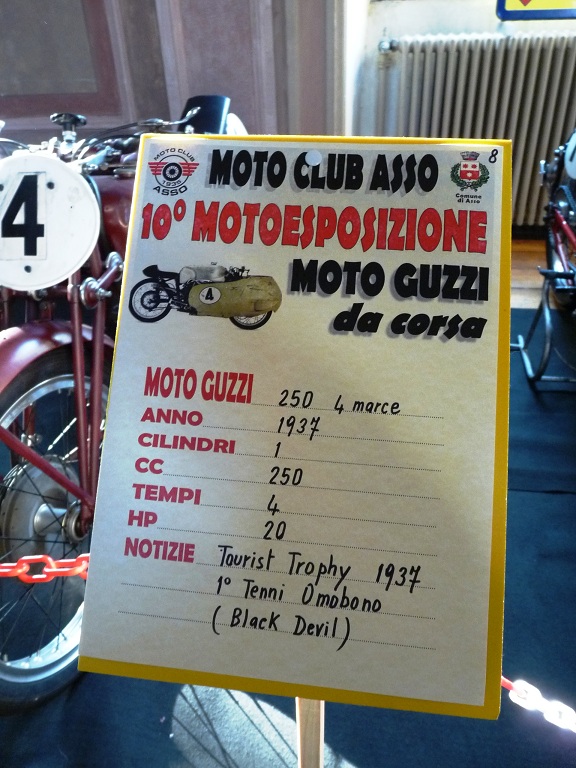 8
MOTO CLUB
1935
ASSO
MOTO CLUB ASSO
Comune
di Asso
10° MOTOESPOSIZIONE
MOTO GUZZI
da corsa
4
4
MOTO GUZZI 250 4 marce
ANNO 1937
CILINDRI 1
CC 250
TEMPI 4
HP 20
NOTIZIE Tourist Trophy 1937
1° Tenni Omobono
(Black Devil)